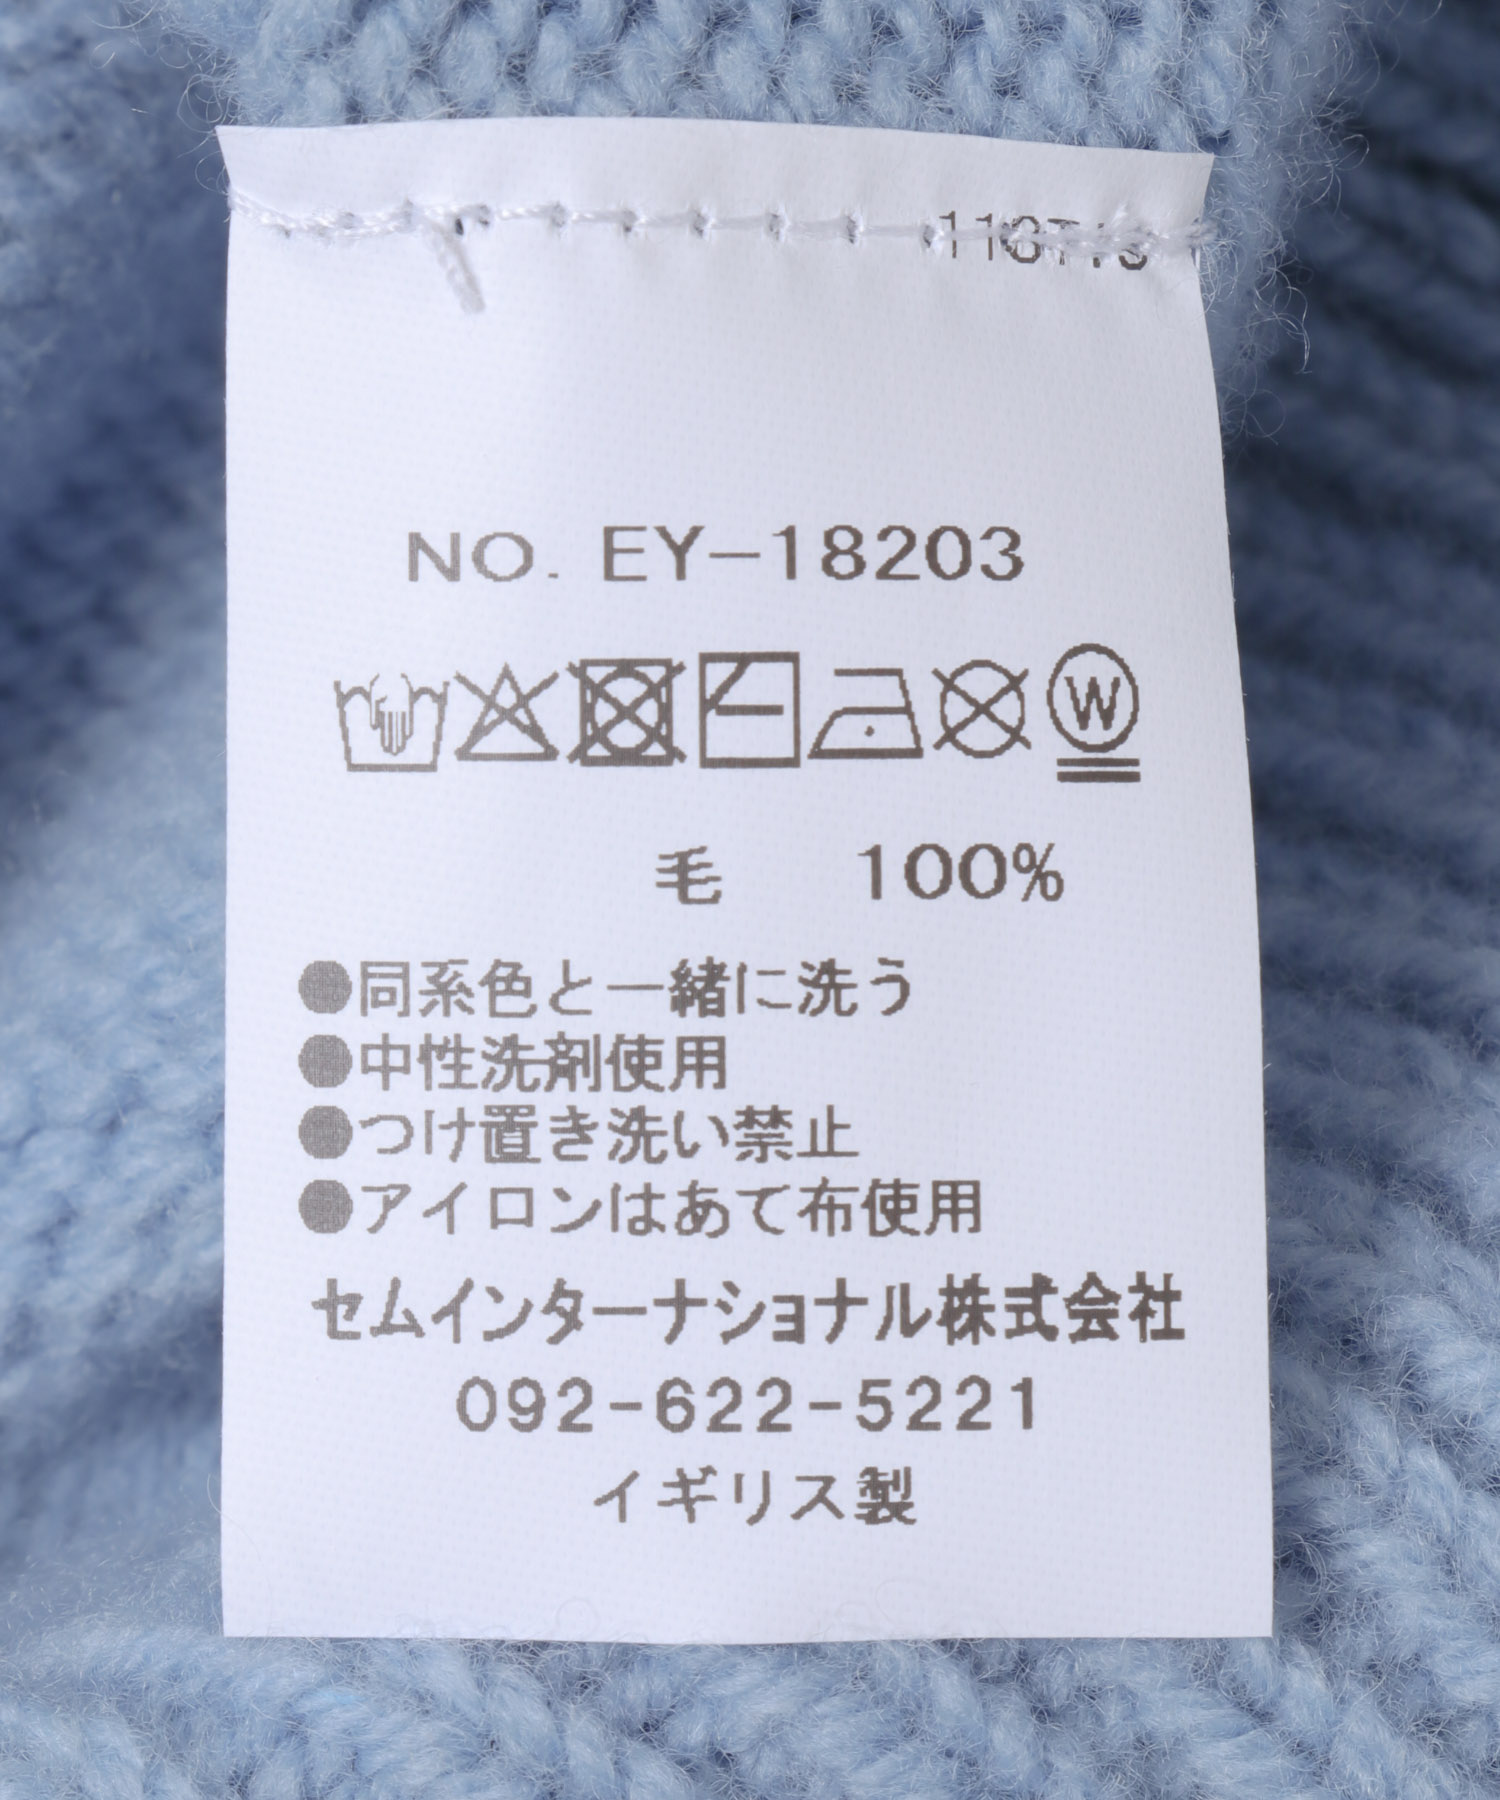 NO. EY-18203
W
毛 100%
●同系色と一緒に洗う
●中性洗剤使用
●つけ置き洗い禁止
●アイロンはあて布使用
セムインターナショナル株式会社
092-622-5221
イギリス製